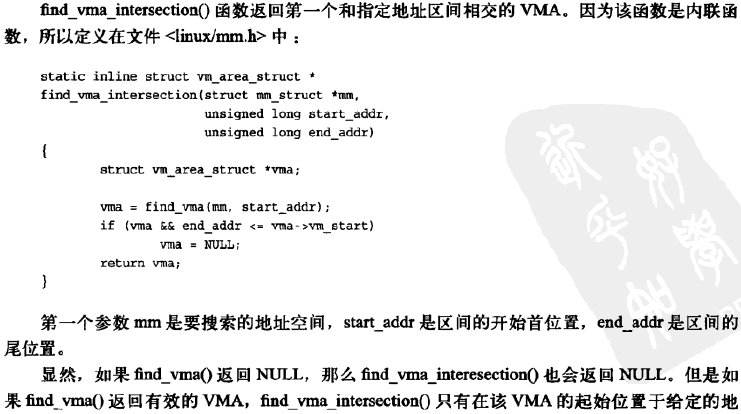 find_vma_intersection() 函数返回第一个和指定地址区间相交的 VMA。因为该函数是内联函
数，所以定义在文件 <linux/mm.h> 中：
static inline struct vm_area_struct *
find_vma_intersection(struct mm_struct *mm,
unsigned long start_addr,
unsigned long end_addr)
{
struct vm_area_struct *vma;
vma = find_vma(mm, start_addr);
if (vma && end_addr <= vma->vm_start)
vma = NULL;
return vma;
}
第一个参数 mm 是要搜索的地址空间，start_addr 是区间的开始首位置，end_addr 是区间的
尾位置。
显然，如果 find_vma() 返回 NULL，那么 find_vma_interesection() 也会返回 NULL。但是如
果 find_vma() 返回有效的 VMA，find_vma_intersection() 只有在该 VMA 的起始位置于给定的地